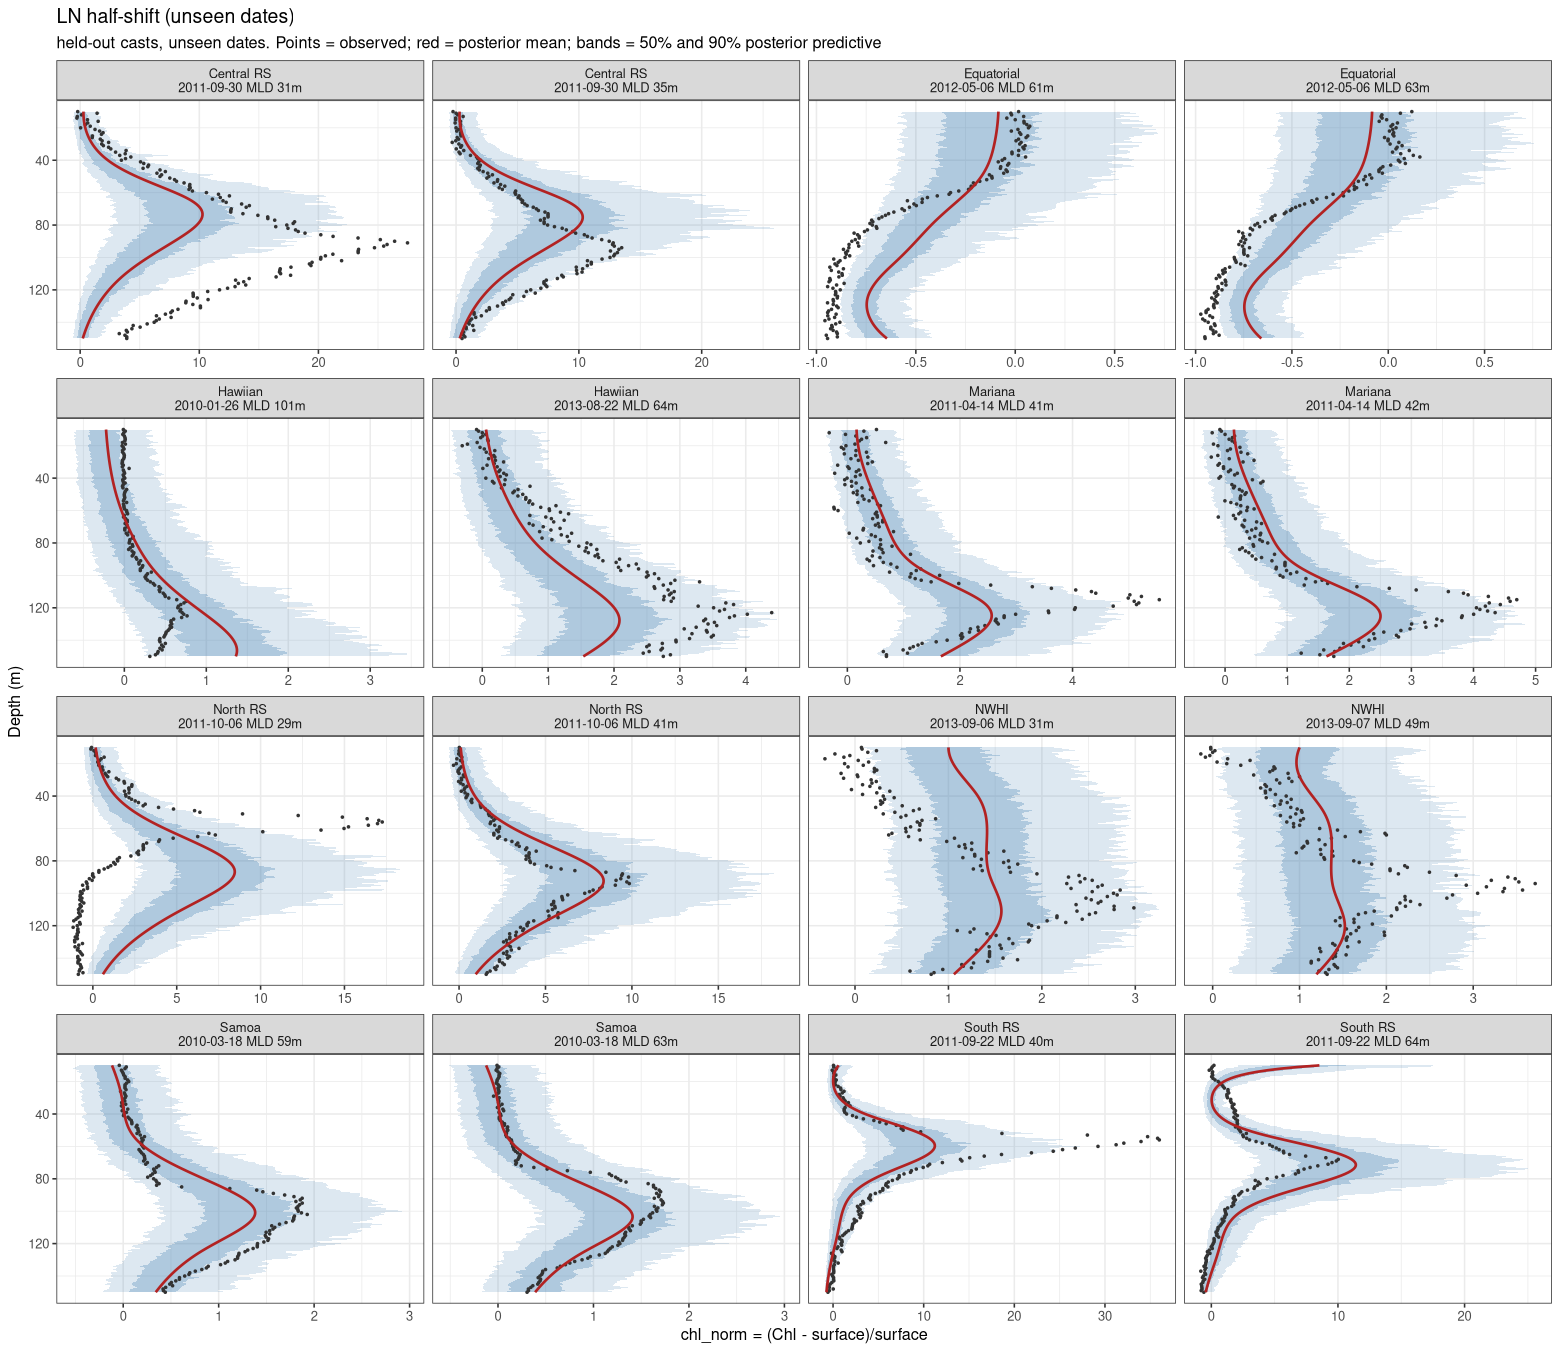 LN half-shift (unseen dates)
held-out casts, unseen dates. Points = observed; red = posterior mean; bands = 50% and 90% posterior predictive
Central RS
2011-09-30 MLD 31m
Central RS
2011-09-30 MLD 35m
Equatorial
2012-05-06 MLD 61m
Equatorial
2012-05-06 MLD 63m
40
80
120
0 10 20
0 10 20
-1.0 -0.5 0.0 0.5
-1.0 -0.5 0.0 0.5
Hawiian
2010-01-26 MLD 101m
Hawiian
2013-08-22 MLD 64m
Mariana
2011-04-14 MLD 41m
Mariana
2011-04-14 MLD 42m
40
80
120
0 1 2 3
0 1 2 3 4
0 2 4
0 1 2 3 4 5
Depth (m)
North RS
2011-10-06 MLD 29m
North RS
2011-10-06 MLD 41m
NWHI
2013-09-06 MLD 31m
NWHI
2013-09-07 MLD 49m
40
80
120
0 5 10 15
0 5 10 15
0 1 2 3
0 1 2 3
Samoa
2010-03-18 MLD 59m
Samoa
2010-03-18 MLD 63m
South RS
2011-09-22 MLD 40m
South RS
2011-09-22 MLD 64m
40
80
120
0 1 2 3
0 1 2 3
0 10 20 30
0 10 20
chl_norm = (Chl - surface)/surface